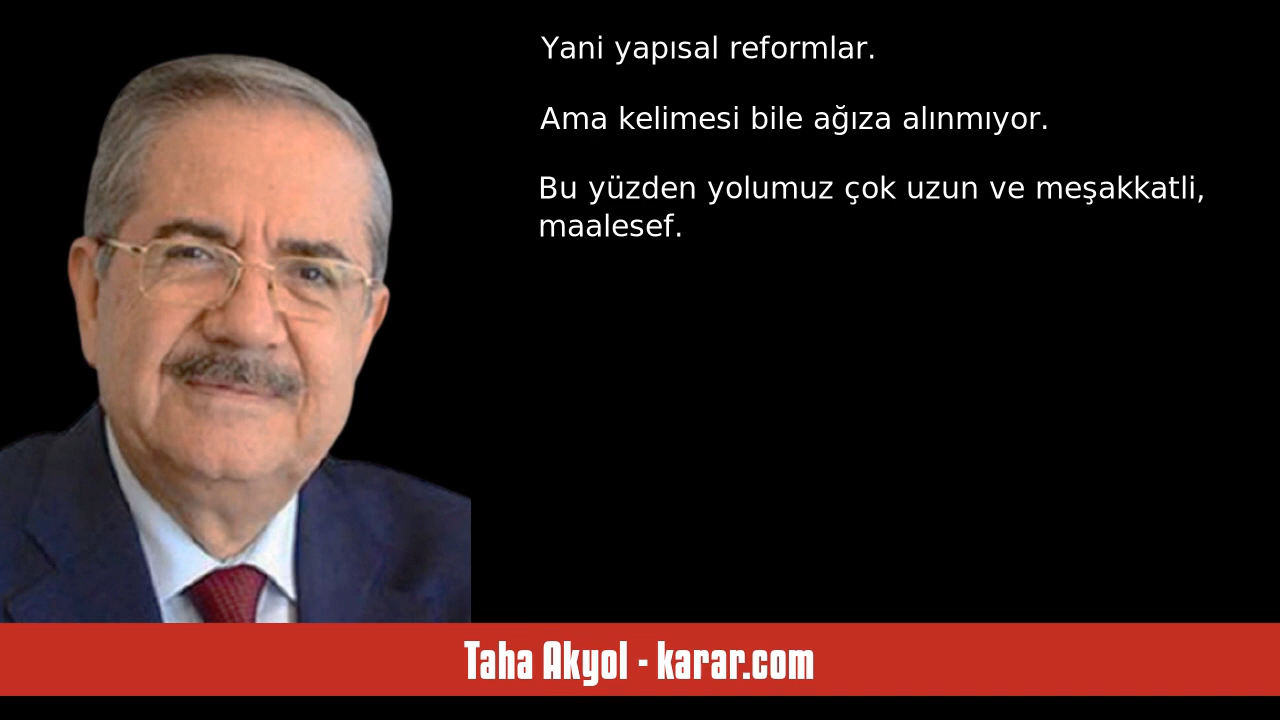 Yani yapısal reformlar.
Ama kelimesi bile ağıza alınmıyor.
Bu yüzden yolumuz çok uzun ve meşakkatli,
maalesef.
Taha Akyol - karar.com